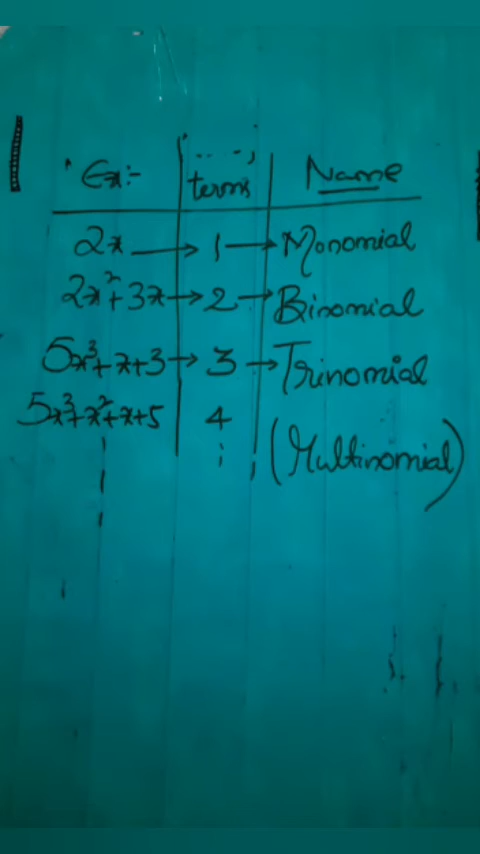 Ex:- terms Name
2x → 1 → Monomial
2x²+3x → 2 → Binomial
5x³+x+3 → 3 → Trinomial
5x³+x²+x+5 4
(Multinomial)